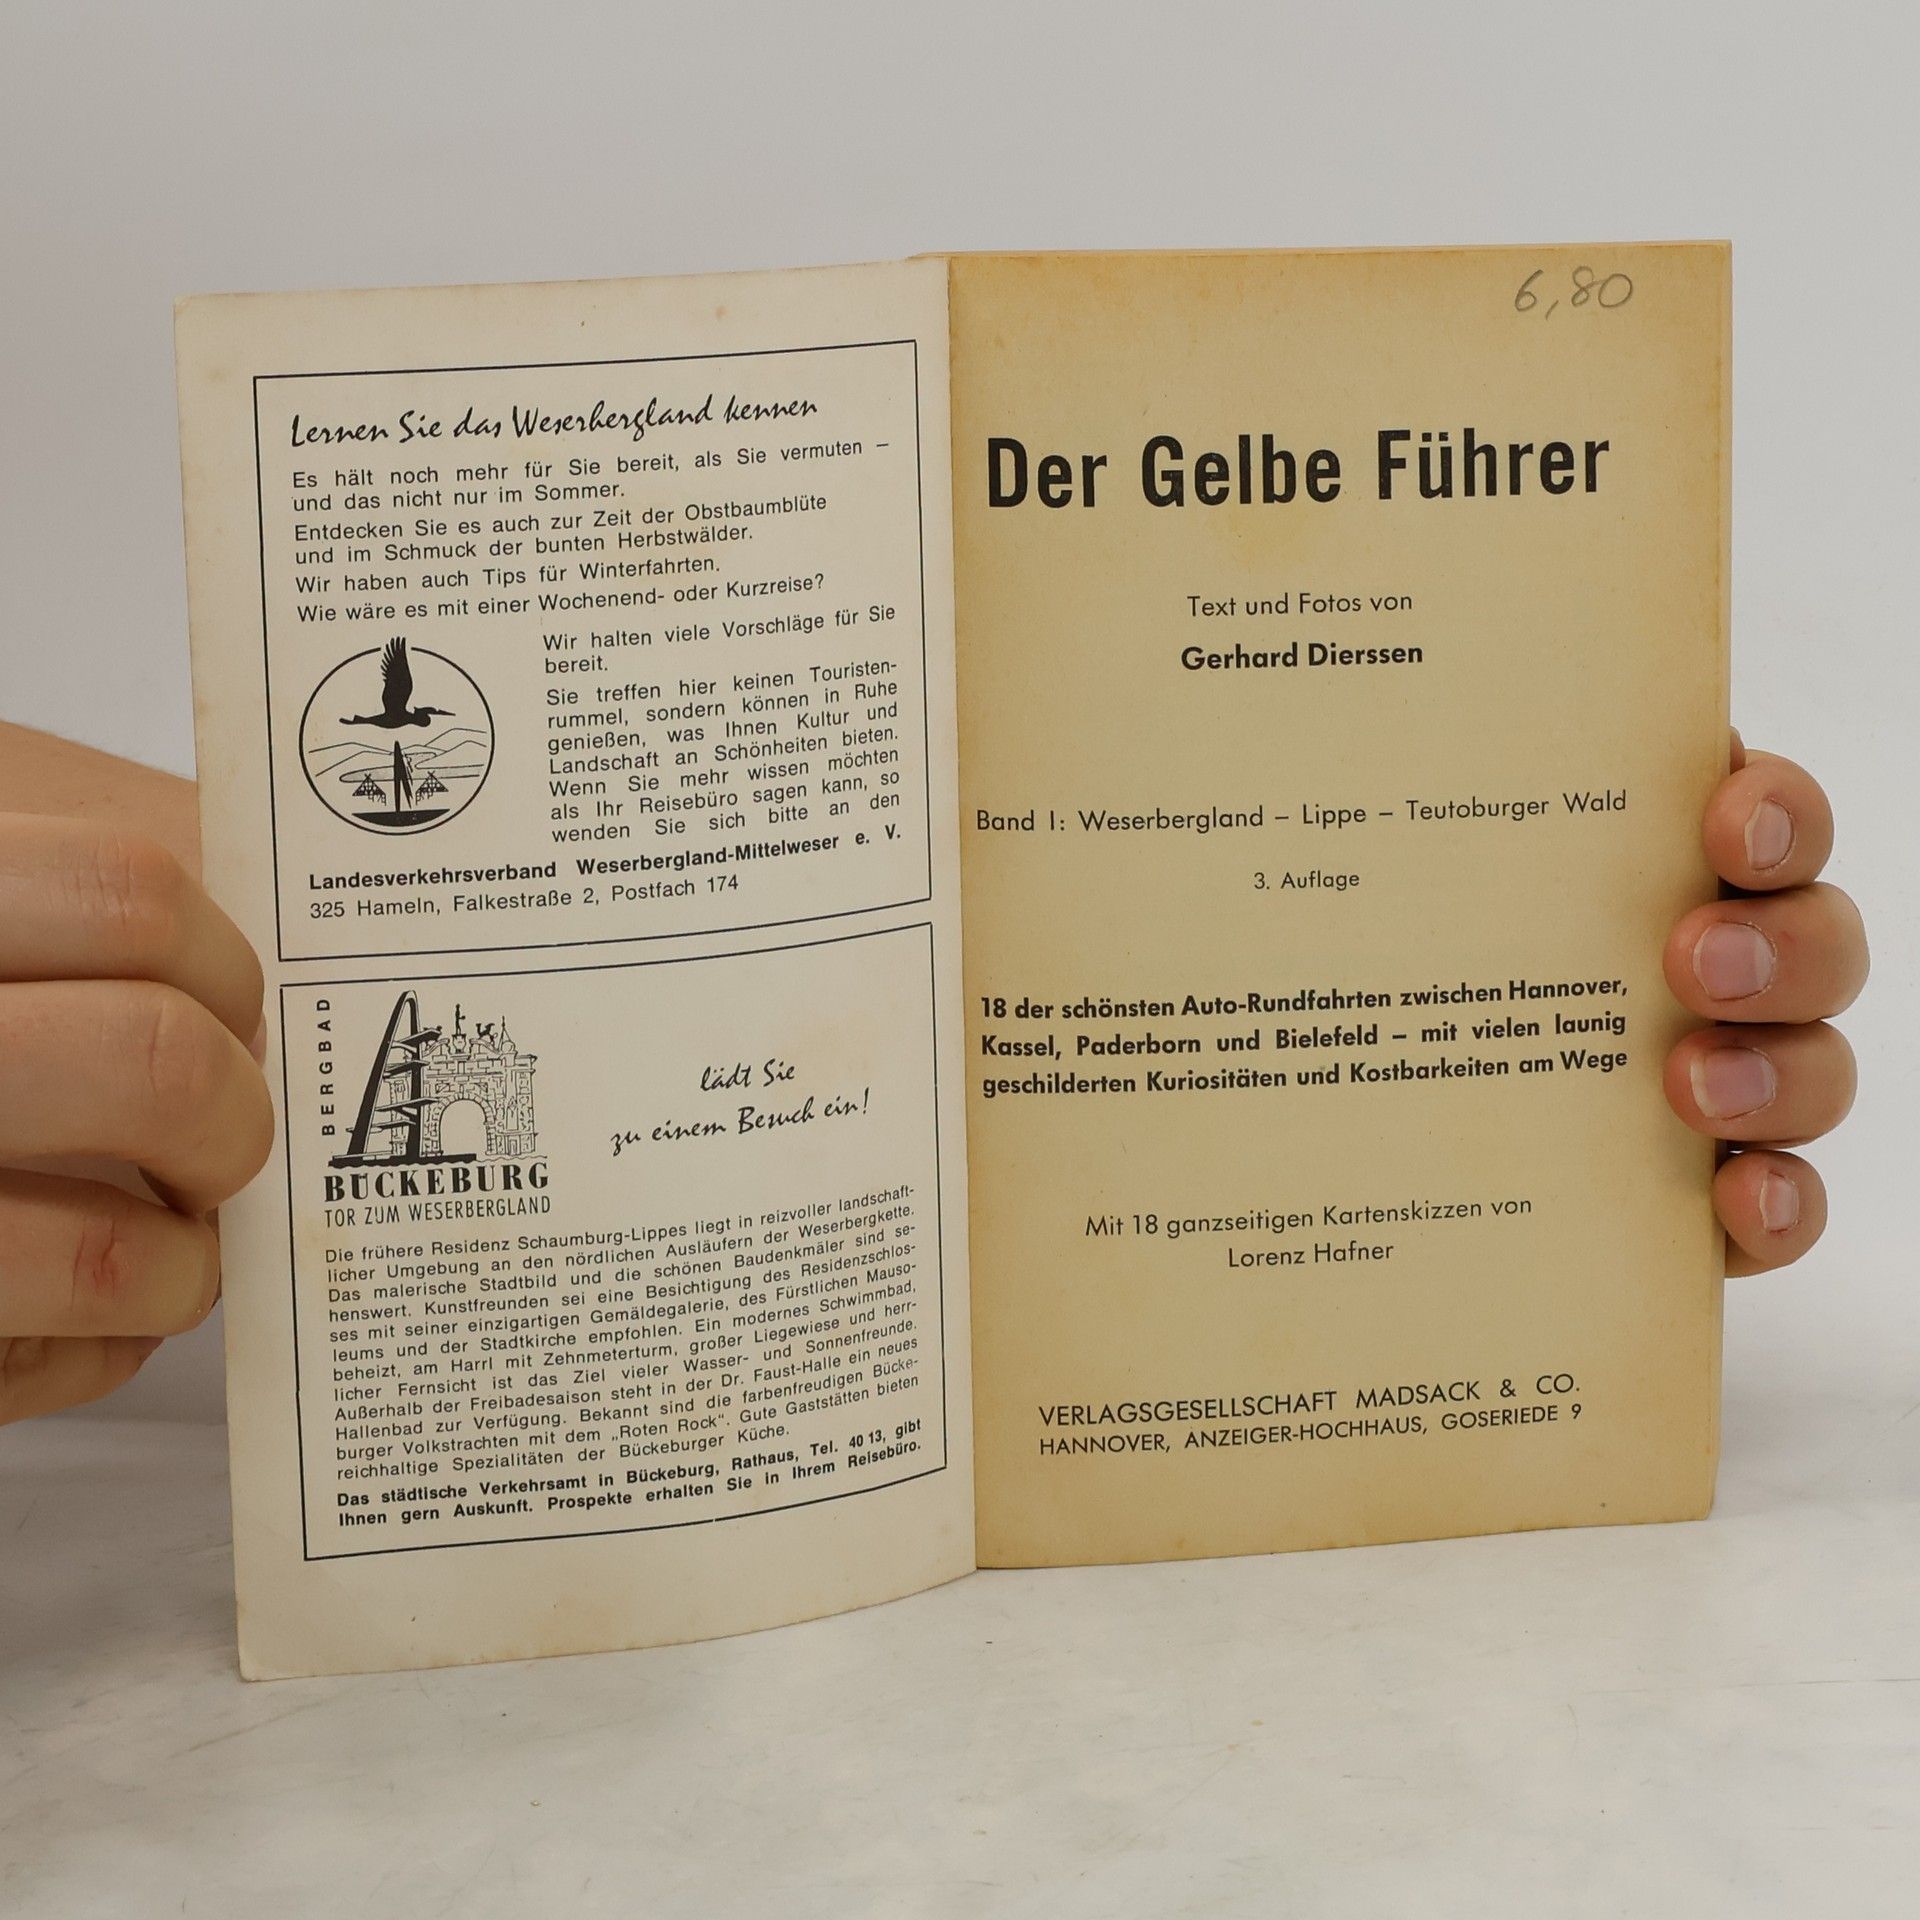 Lernen Sie das Weserbergland kennen
Es hält noch mehr für Sie bereit, als Sie vermuten –
und das nicht nur im Sommer.
Entdecken Sie es auch zur Zeit der Obstbaumblüte
und im Schmuck der bunten Herbstwälder.
Wir haben auch Tips für Winterfahrten.
Wie wäre es mit einer Wochenend- oder Kurzreise?
Wir halten viele Vorschläge für Sie
bereit.
Sie treffen hier keinen Touristen-
rummel, sondern können in Ruhe
genießen, was Ihnen Kultur und
Landschaft an Schönheiten bieten.
Wenn Sie mehr wissen möchten
als Ihr Reisebüro sagen kann, so
wenden Sie sich bitte an den
Landesverkehrsverband Weserbergland-Mittelweser e. V.
325 Hameln, Falkestraße 2, Postfach 174
BERGBAD
BÜCKEBURG
TOR ZUM WESERBERGLAND
lädt Sie
zu einem Besuch ein!
Die frühere Residenz Schaumburg-Lippes liegt in reizvoller landschaft-
licher Umgebung an den nördlichen Ausläufern der Weserbergkette.
Das malerische Stadtbild und die schönen Baudenkmäler sind se-
henswert. Kunstfreunden sei eine Besichtigung des Residenzschlos-
ses mit seiner einzigartigen Gemäldegalerie, des Fürstlichen Mauso-
leums und der Stadtkirche empfohlen. Ein modernes Schwimmbad,
beheizt, am Harrl mit Zehnmeterturm, großer Liegewiese und herr-
licher Fernsicht ist das Ziel vieler Wasser- und Sonnenfreunde.
Außerhalb der Freibadesaison steht in der Dr. Faust-Halle ein neues
Hallenbad zur Verfügung. Bekannt sind die farbenfreudigen Bücke-
burger Volkstrachten mit dem „Roten Rock". Gute Gaststätten bieten
reichhaltige Spezialitäten der Bückeburger Küche.
Das städtische Verkehrsamt in Bückeburg, Rathaus, Tel. 40 13, gibt
Ihnen gern Auskunft. Prospekte erhalten Sie in Ihrem Reisebüro.
6,80
Der Gelbe Führer
Text und Fotos von
Gerhard Dierssen
Band I: Weserbergland – Lippe – Teutoburger Wald
3. Auflage
18 der schönsten Auto-Rundfahrten zwischen Hannover,
Kassel, Paderborn und Bielefeld – mit vielen launig
geschilderten Kuriositäten und Kostbarkeiten am Wege
Mit 18 ganzseitigen Kartenskizzen von
Lorenz Hafner
VERLAGSGESELLSCHAFT MADSACK & CO.
HANNOVER, ANZEIGER-HOCHHAUS, GOSERIEDE 9